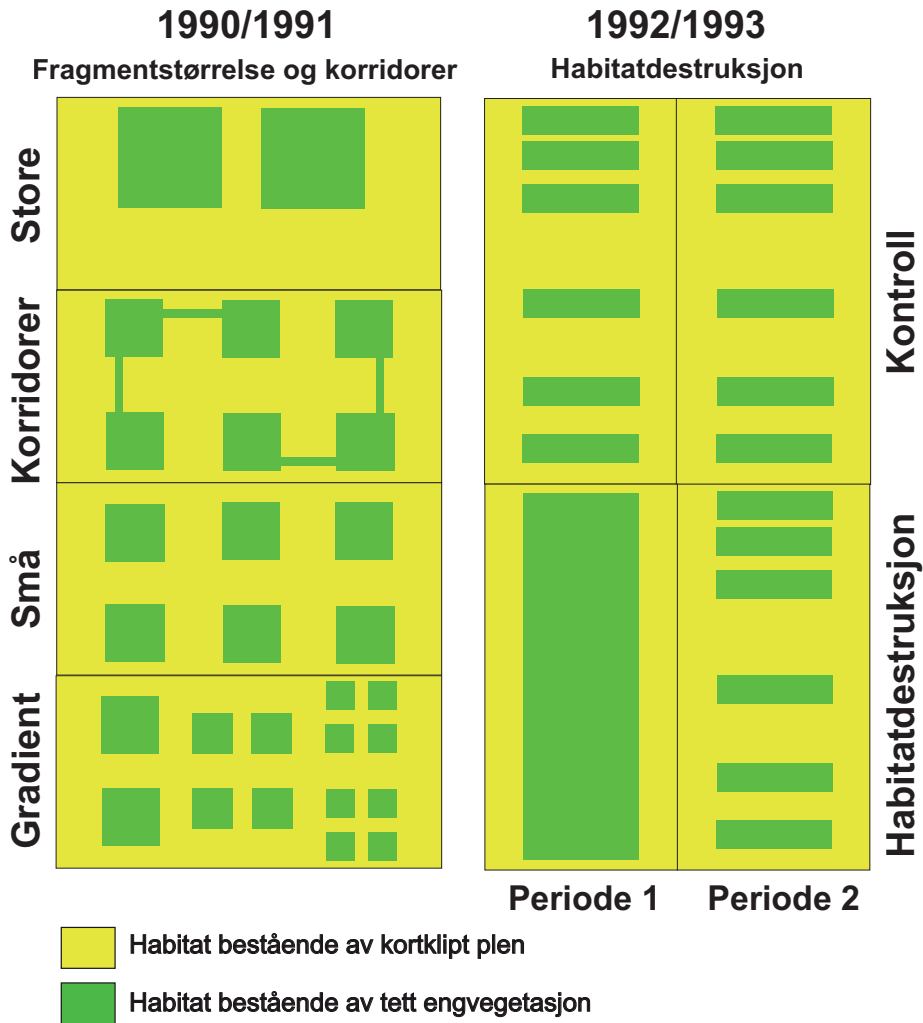 1990/1991
Fragmentstørrelse og korridorer
Store
Korridorer
Små
Gradient
1992/1993
Habitatdestruksjon
Kontroll
Habitatdestruksjon
Periode 1
Periode 2
Habitat bestående av kortklipt plen
Habitat bestående av tett engvegetasjon